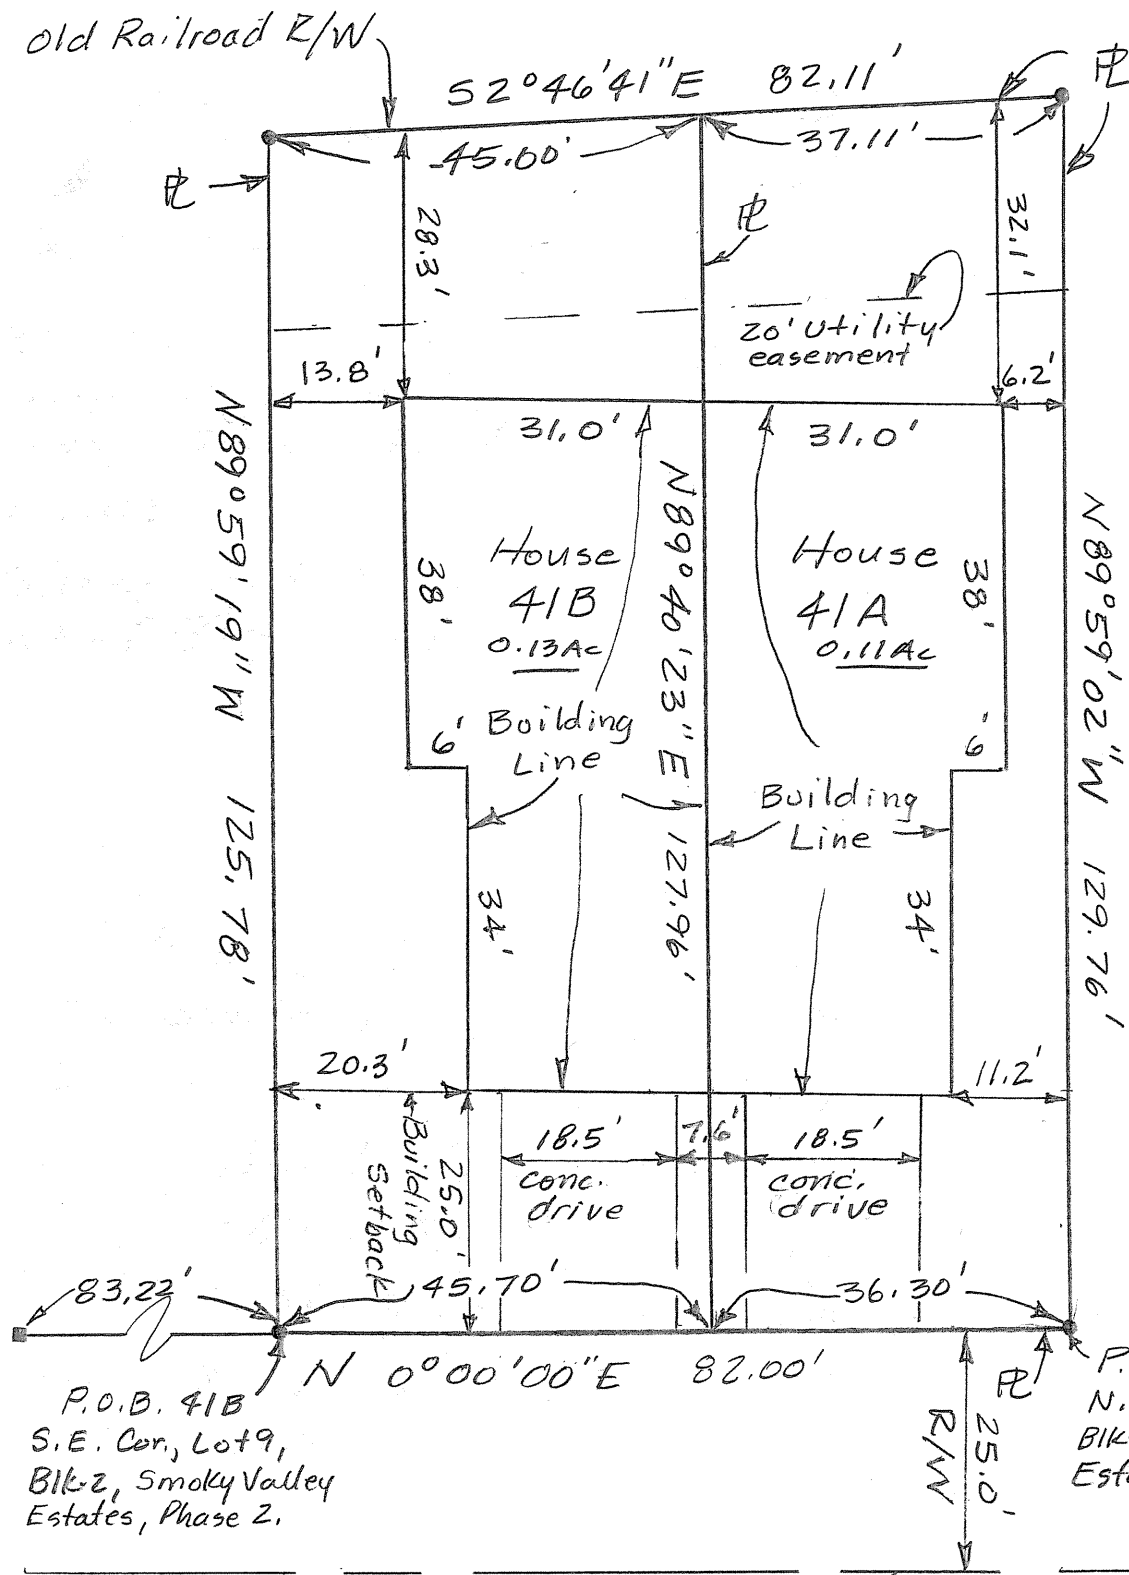 Old Railroad R/W
S2°46'41"E 82.11'
PL
45.00'
37.11'
PL
PL
28.3'
32.1'
20' Utility
easement
13.8'
6.2'
31.0'
31.0'
N89°59'19"W 125.78'
N89°40'23"E 127.96'
N89°59'02"W 129.76'
House
41B
0.13Ac
House
41A
0.11Ac
38'
38'
6'
6'
Building
Line
Building
Line
34'
34'
20.3'
11.2'
18.5'
conc.
drive
7.6'
18.5'
conc.
drive
Building
Setback
25.0'
83.22'
45.70'
36.30'
N 0°00'00"E 82.00'
PL
25.0'
R/W
P.O.B. 41B
S.E. Cor., Lot 9,
Blk-2, Smoky Valley
Estates, Phase 2.
P.
N.
Blk
Esta